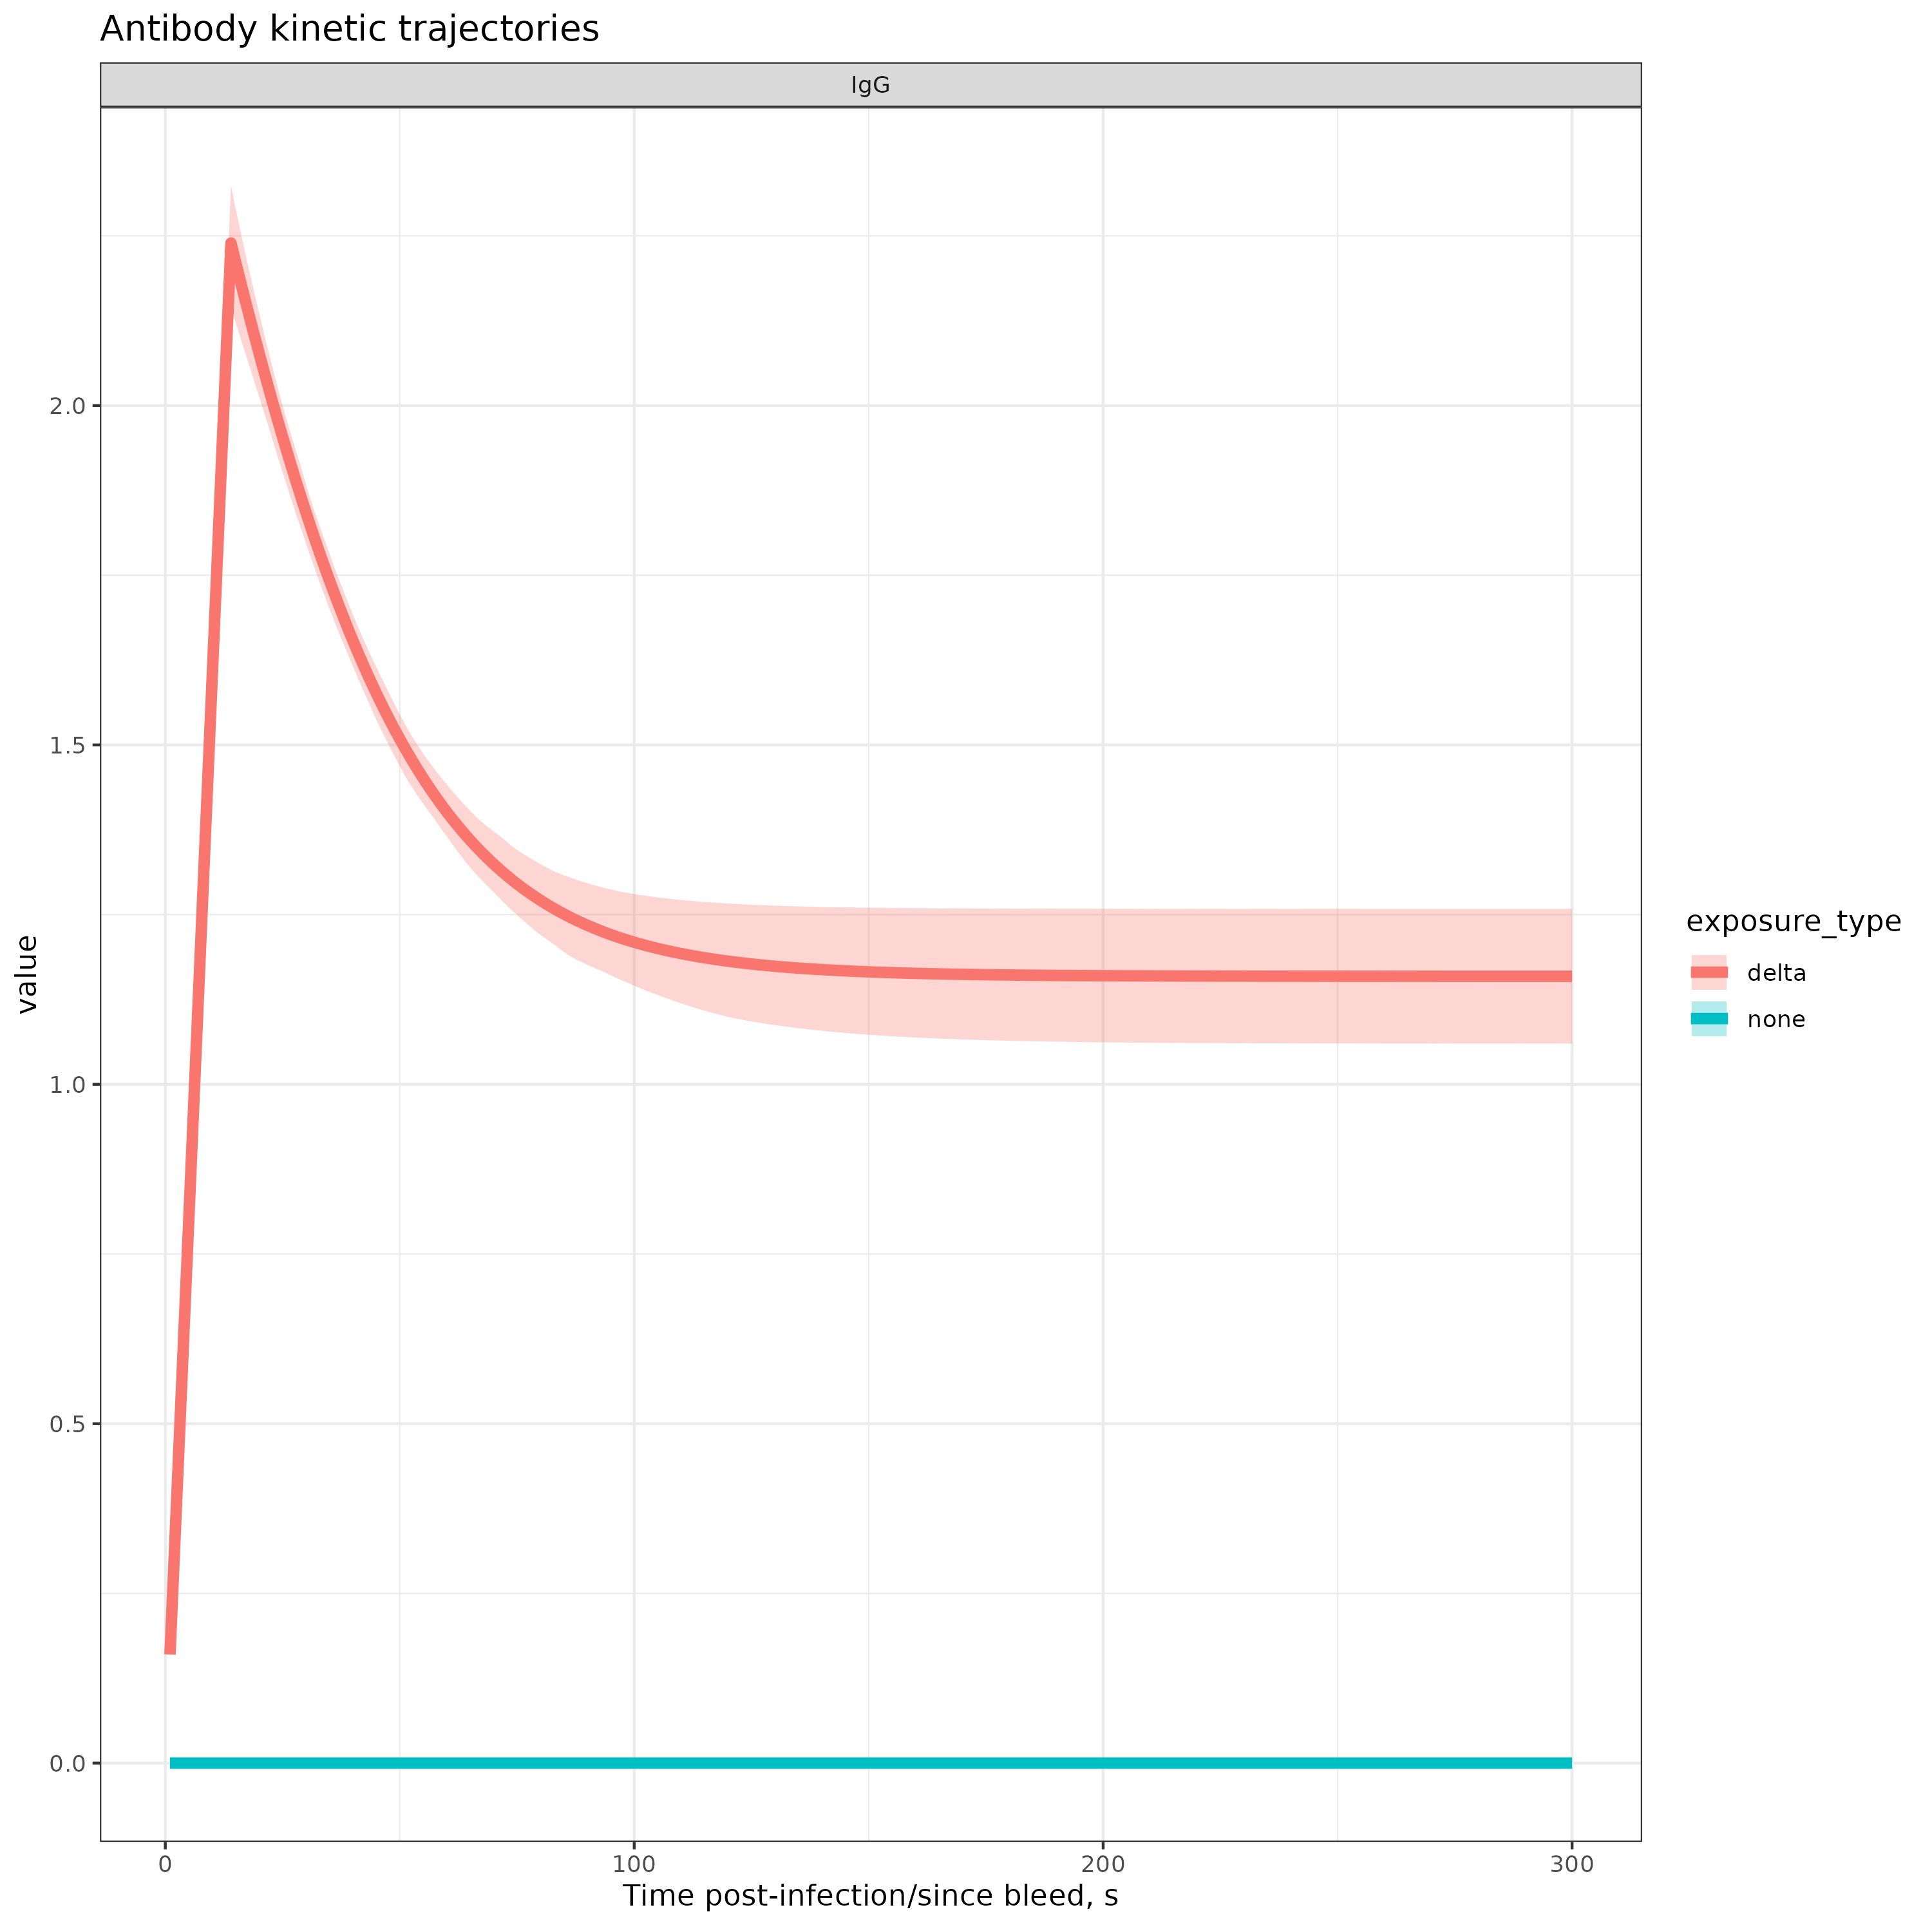 Antibody kinetic trajectories
IgG
value
2.0
1.5
1.0
0.5
0.0
0
100
200
300
Time post-infection/since bleed, s
exposure_type
delta
none